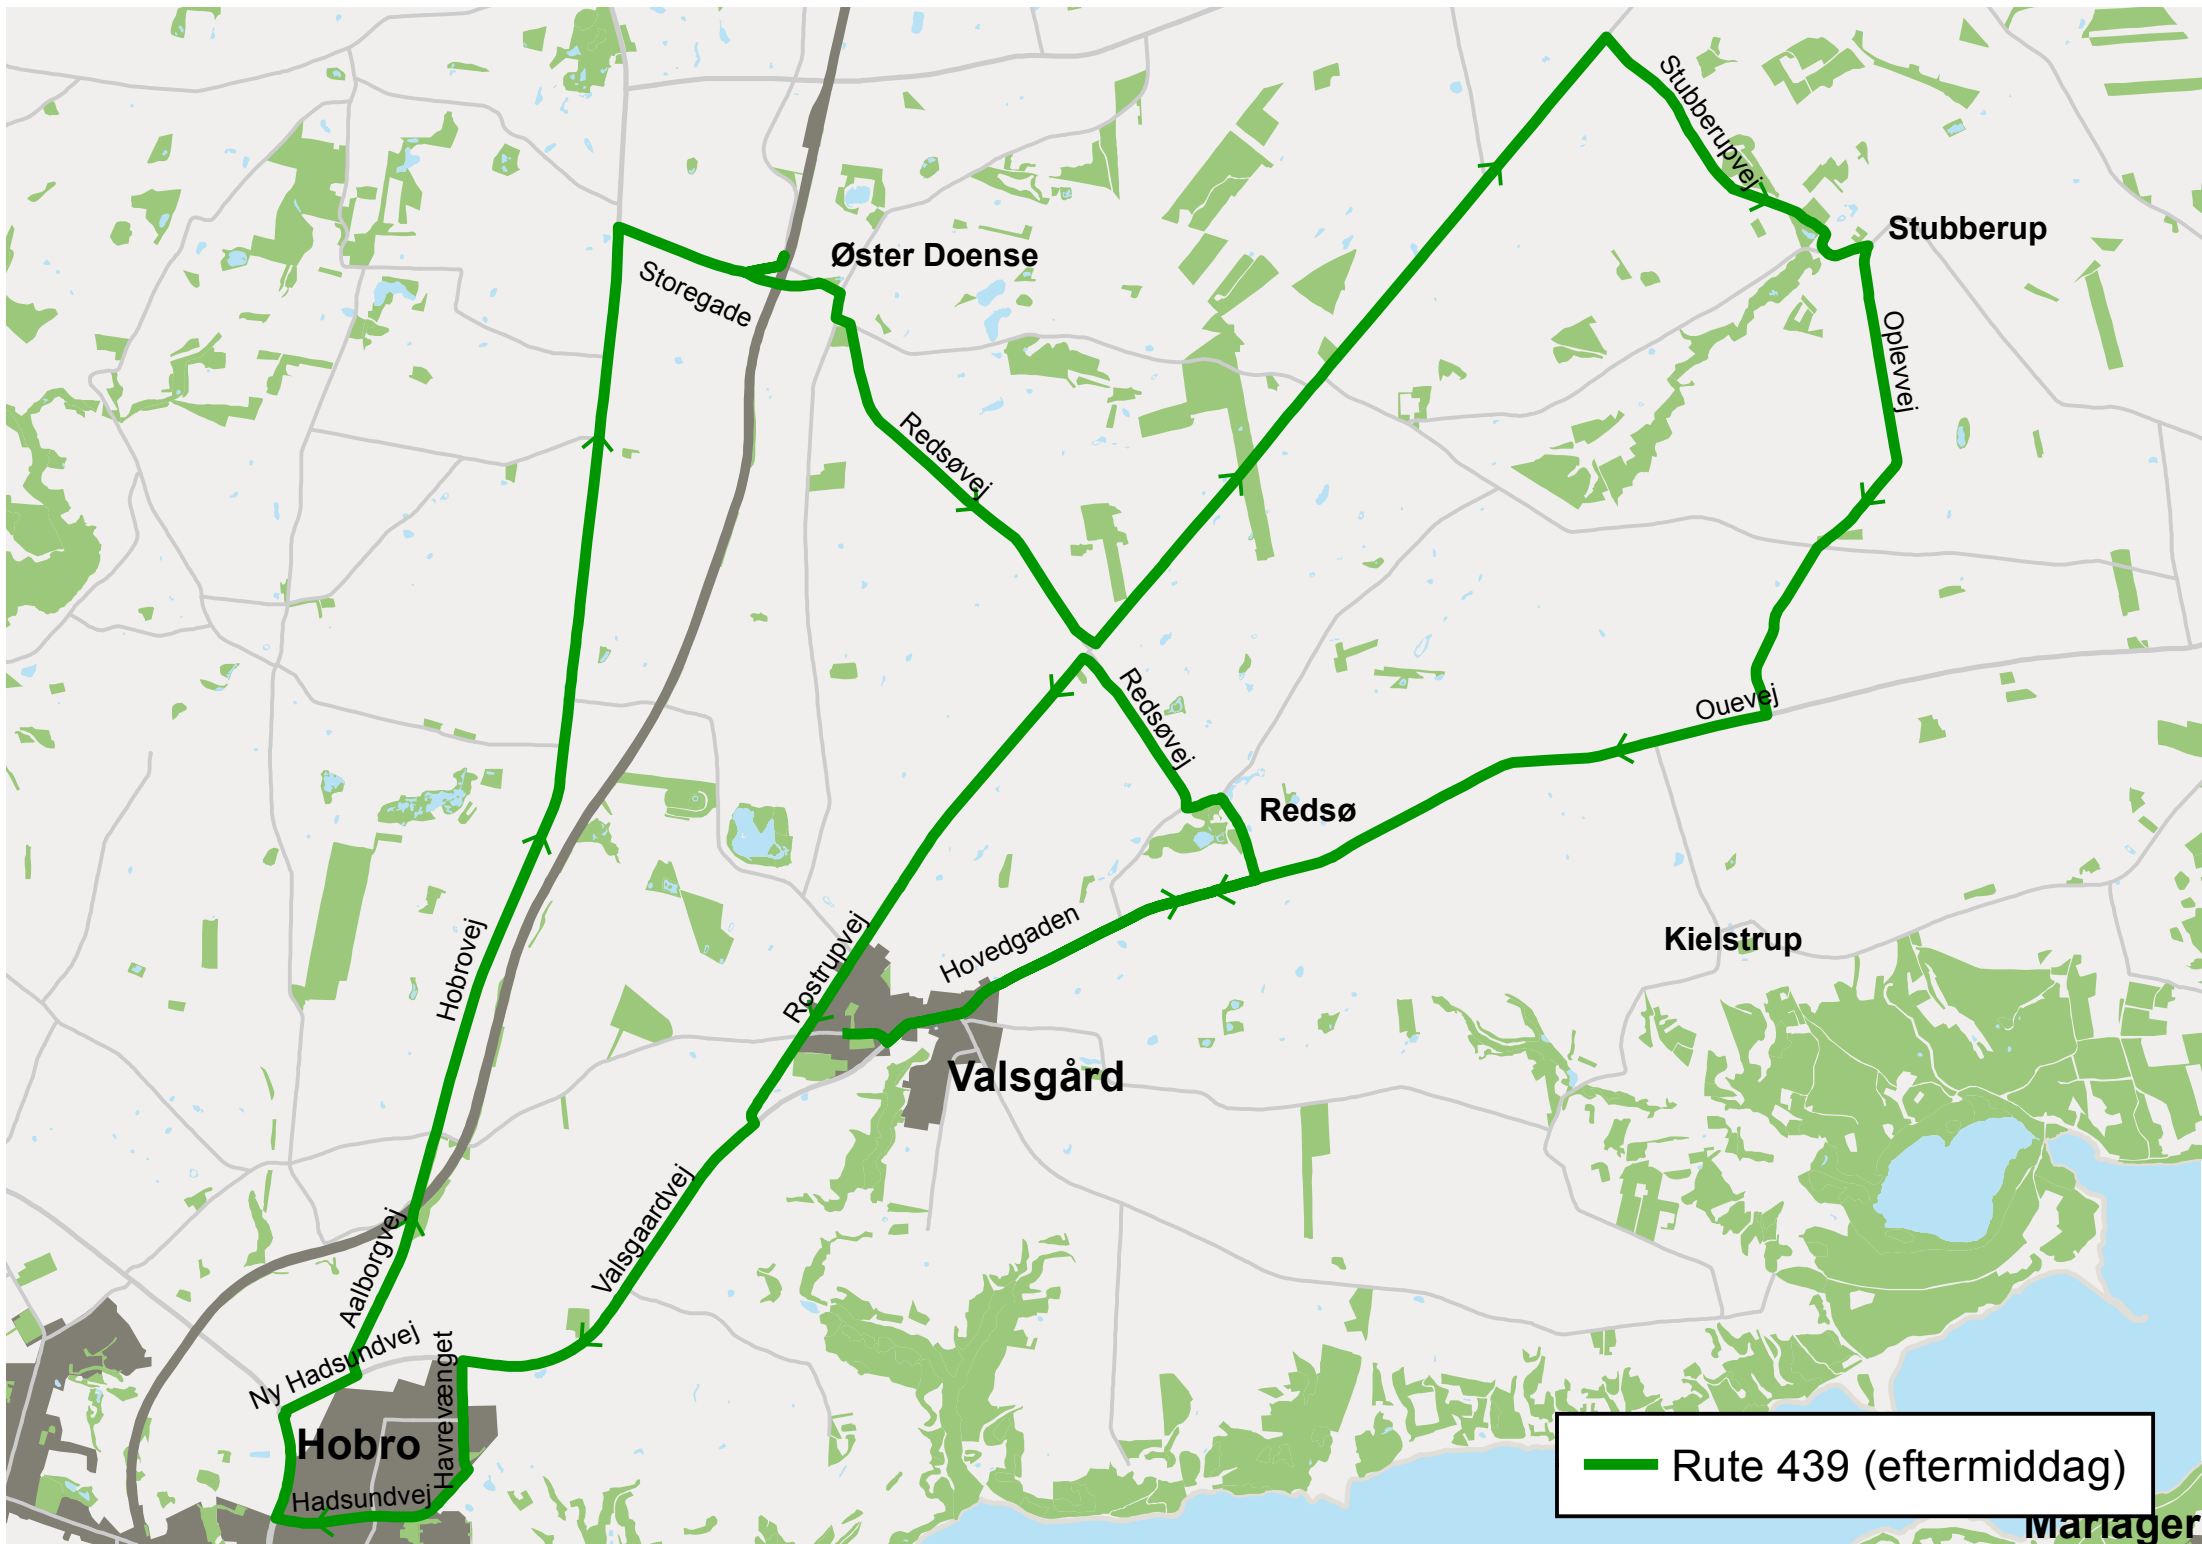 Stubberupvej
Stubberup
Øster Doense
Storegade
Oplevvej
Redsøvej
Redsøvej
Ouevej
Redsø
Rostrupvej
Hovedgaden
Hobrovej
Kielstrup
Valsgård
Valsgaardvej
Aalborgvej
Ny Hadsundvej
Havrevænget
Hobro
Hadsundvej
Rute 439 (eftermiddag)
Mariager